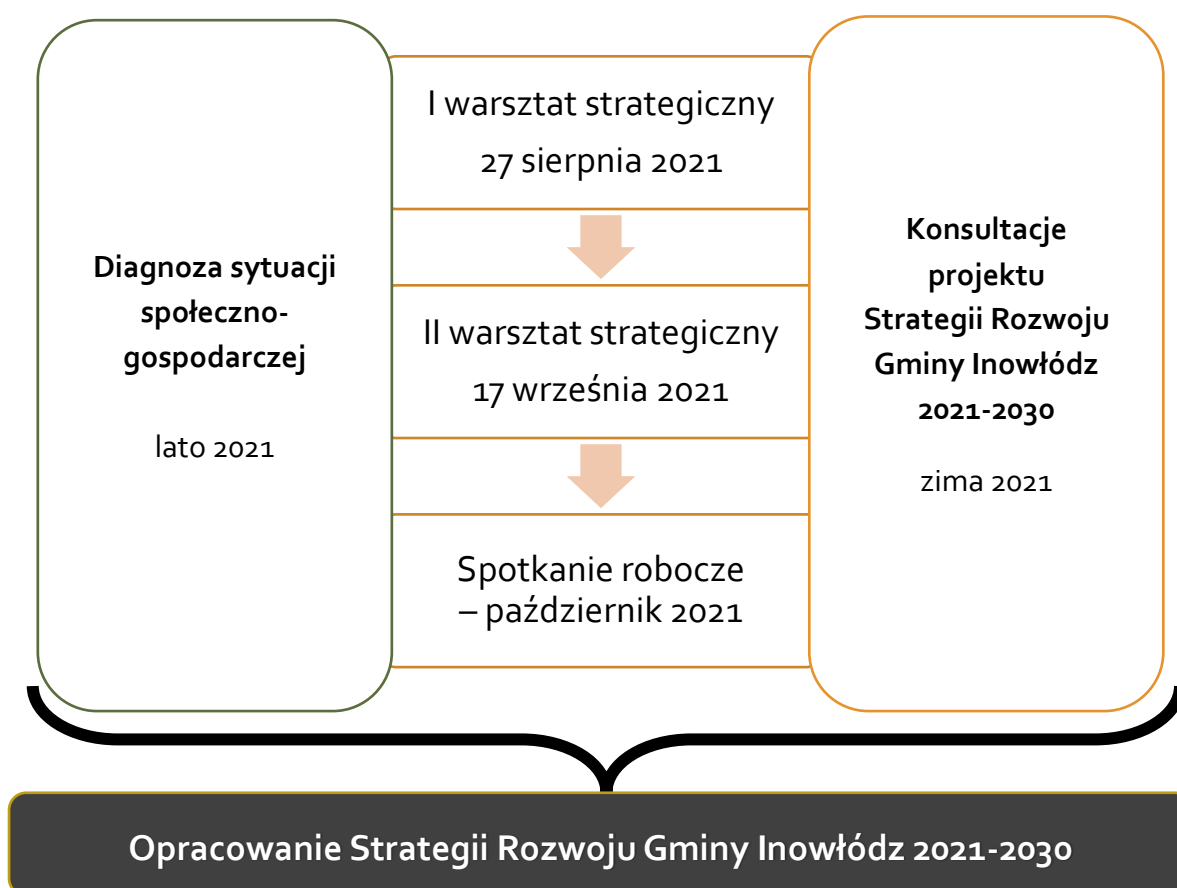 Diagnoza sytuacji
społeczno-
gospodarczej
lato 2021
I warsztat strategiczny
27 sierpnia 2021
II warsztat strategiczny
17 września 2021
Spotkanie robocze
– październik 2021
Konsultacje
projektu
Strategii Rozwoju
Gminy Inowłódz
2021-2030
zima 2021
Opracowanie Strategii Rozwoju Gminy Inowłódz 2021-2030